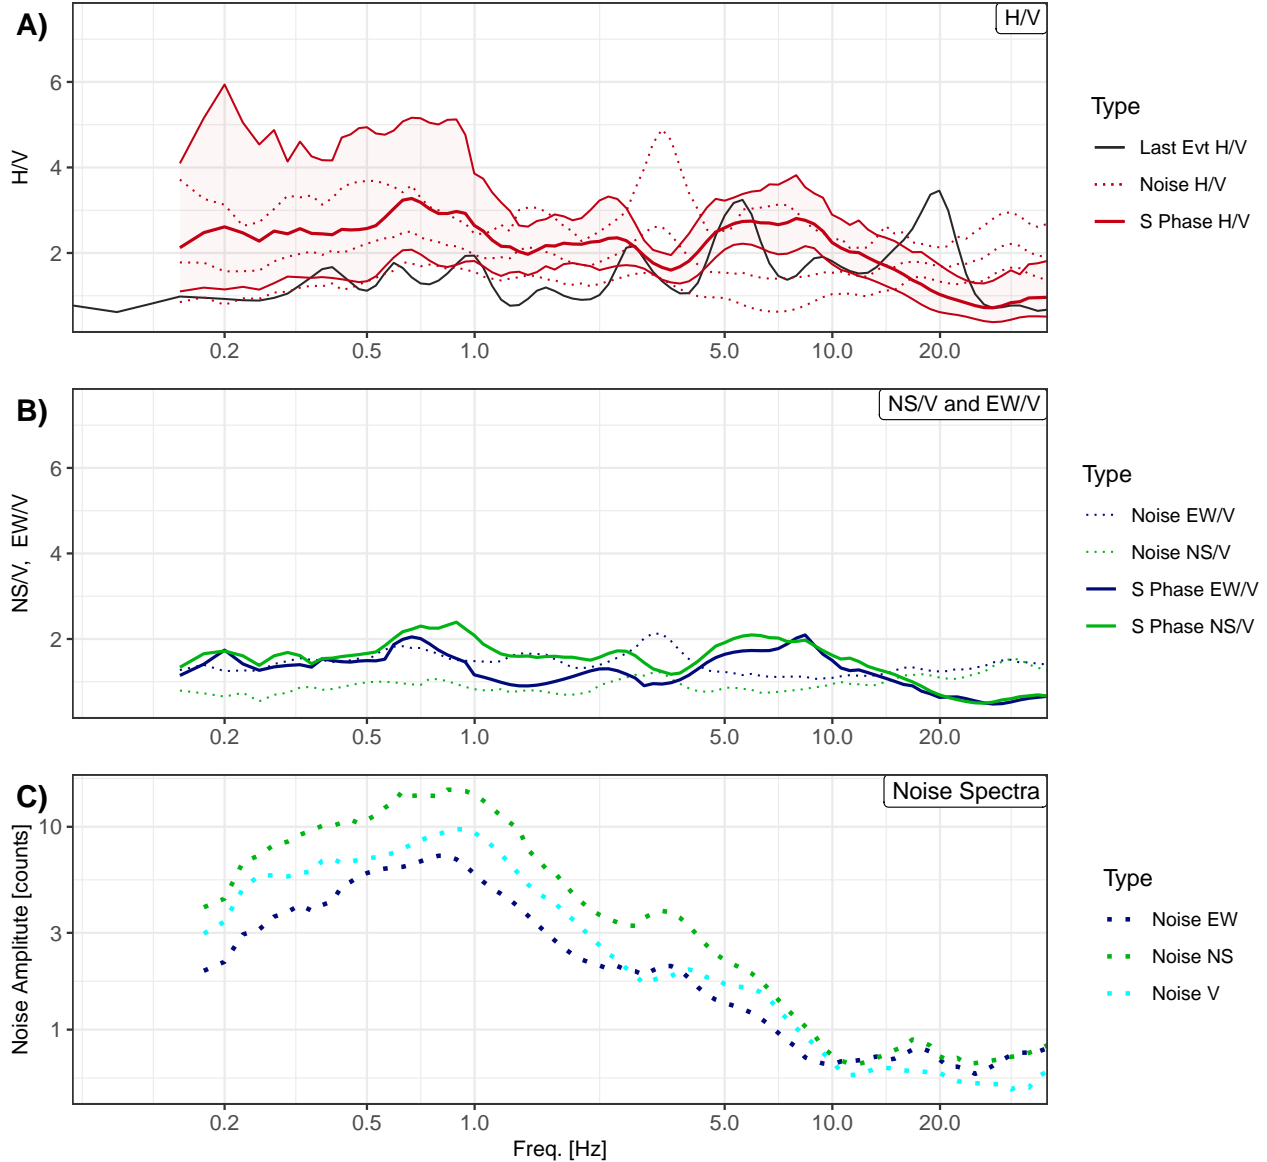 A)
H/V
H/V
6
4
2
0.2 0.5 1.0 5.0 10.0 20.0
Type
Last Evt H/V
Noise H/V
S Phase H/V
B)
NS/V and EW/V
NS/V, EW/V
6
4
2
0.2 0.5 1.0 5.0 10.0 20.0
Type
Noise EW/V
Noise NS/V
S Phase EW/V
S Phase NS/V
C)
Noise Spectra
Noise Amplitude [counts]
10
3
1
0.2 0.5 1.0 5.0 10.0 20.0
Freq. [Hz]
Type
Noise EW
Noise NS
Noise V